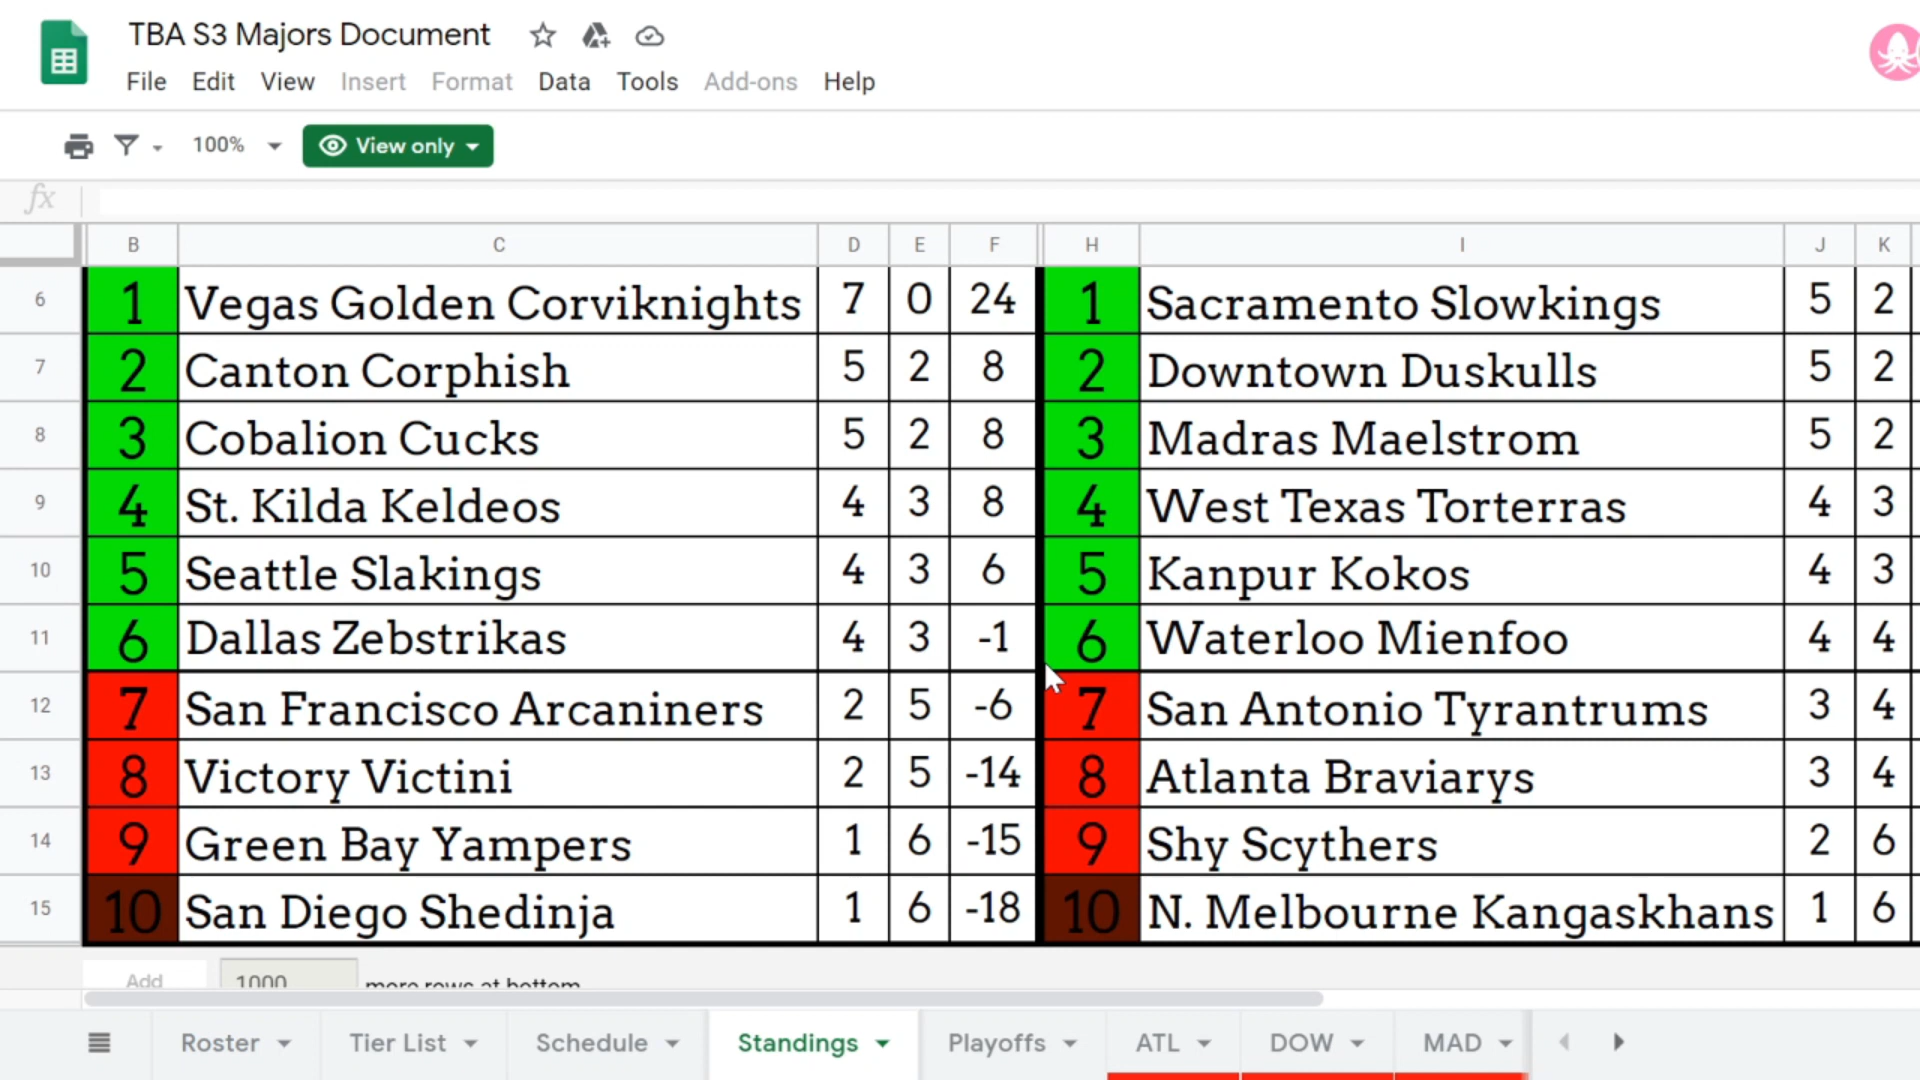 TBA S3 Majors Document
File Edit View Insert Format Data Tools Add-ons Help
100% View only
fx
B C D E F H I J K
6 1 Vegas Golden Corviknights 7 0 24 1 Sacramento Slowkings 5 2
7 2 Canton Corphish 5 2 8 2 Downtown Duskulls 5 2
8 3 Cobalion Cucks 5 2 8 3 Madras Maelstrom 5 2
9 4 St. Kilda Keldeos 4 3 8 4 West Texas Torterras 4 3
10 5 Seattle Slakings 4 3 6 5 Kanpur Kokos 4 3
11 6 Dallas Zebstrikas 4 3 -1 6 Waterloo Mienfoo 4 4
12 7 San Francisco Arcaniners 2 5 -6 7 San Antonio Tyrantrums 3 4
13 8 Victory Victini 2 5 -14 8 Atlanta Braviarys 3 4
14 9 Green Bay Yampers 1 6 -15 9 Shy Scythers 2 6
15 10 San Diego Shedinja 1 6 -18 10 N. Melbourne Kangaskhans 1 6
Add 1000 more rows at bottom
Roster Tier List Schedule Standings Playoffs ATL DOW MAD